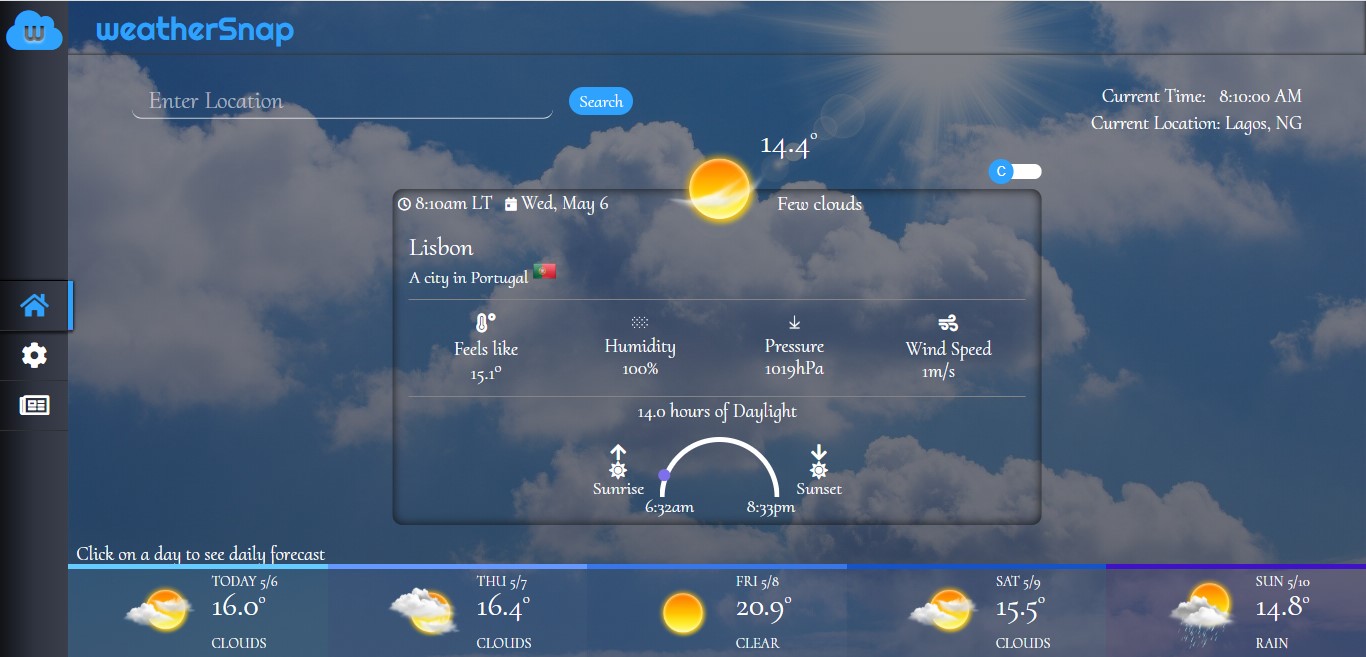 w
weatherSnap
Enter Location
Search
Current Time: 8:10:00 AM
Current Location: Lagos, NG
14.4°
C
8:10am LT Wed, May 6
Few clouds
Lisbon
A city in Portugal
Feels like
15.1°
Humidity
100%
Pressure
1019hPa
Wind Speed
1m/s
14.0 hours of Daylight
Sunrise
6:32am
8:33pm
Sunset
Click on a day to see daily forecast
TODAY 5/6
16.0°
CLOUDS
THU 5/7
16.4°
CLOUDS
FRI 5/8
20.9°
CLEAR
SAT 5/9
15.5°
CLOUDS
SUN 5/10
14.8°
RAIN